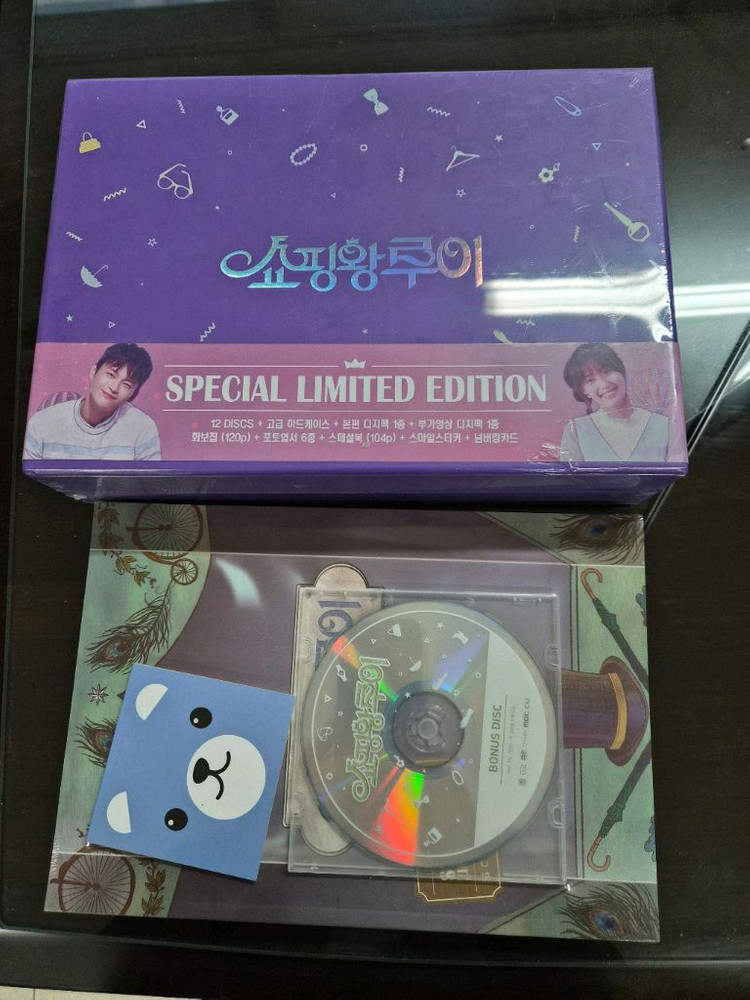 쇼핑왕루이
SPECIAL LIMITED EDITION
12 DISCS + 고급 하드케이스 + 본편 디지팩 1종 + 부가영상 디지팩 1종
화보집 (120p) + 포토엽서 6종 + 스페셜북 (104p) + 스마일스티커 + 넘버링카드
쇼핑왕루이
BONUS DISC